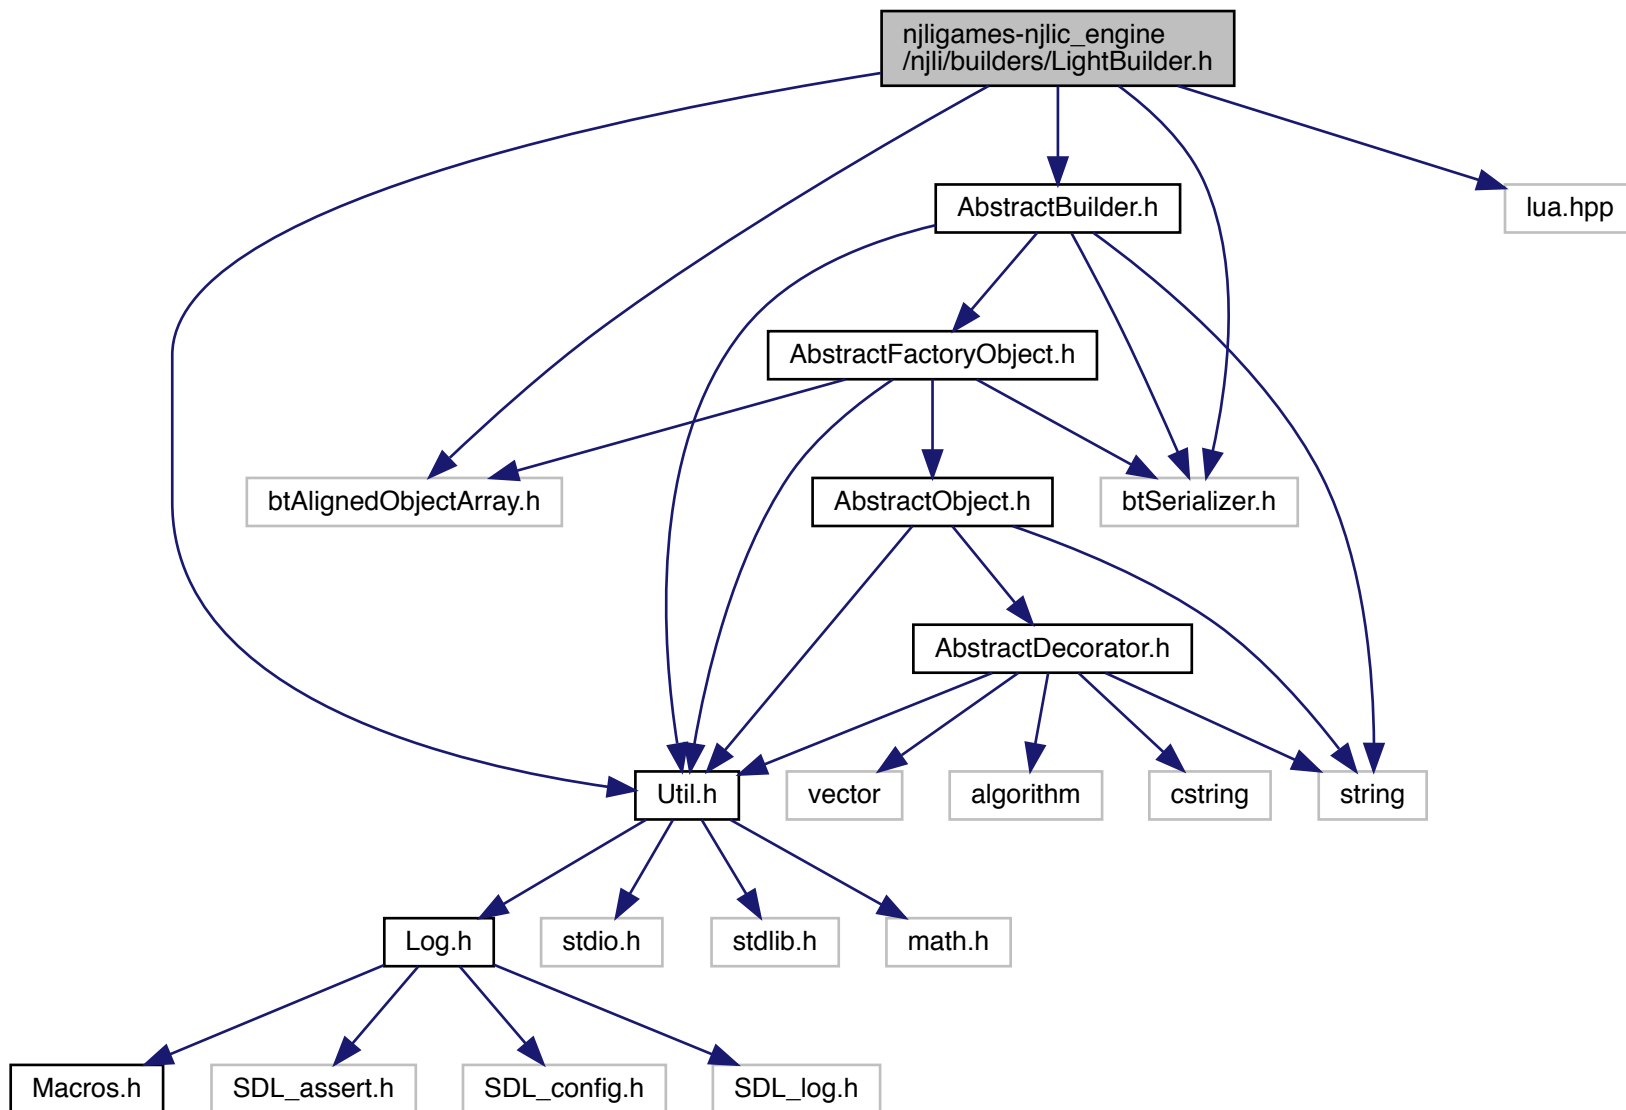 njligames-njlic_engine
/njli/builders/LightBuilder.h
AbstractBuilder.h
lua.hpp
AbstractFactoryObject.h
btAlignedObjectArray.h
AbstractObject.h
btSerializer.h
AbstractDecorator.h
Util.h
vector
algorithm
cstring
string
Log.h
stdio.h
stdlib.h
math.h
Macros.h
SDL_assert.h
SDL_config.h
SDL_log.h